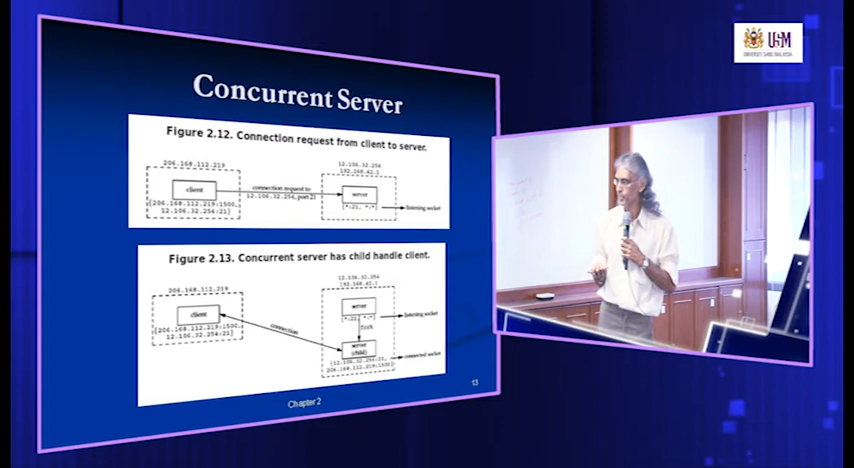 USM
UNIVERSITI SAINS MALAYSIA
Concurrent Server
Figure 2.12. Connection request from client to server.
206.168.112.219
12.106.32.254
192.168.42.1
client
connection request to
12.106.32.254, port 21
server
{206.168.112.219:1500,
12.106.32.254:21}
{*:21, *:*}
listening socket
Figure 2.13. Concurrent server has child handle client.
206.168.112.219
12.106.32.254
192.168.42.1
client
connection
server
{206.168.112.219:1500,
12.106.32.254:21}
{*:21, *:*}
listening socket
fork
server
(child)
{12.106.32.254:21,
206.168.112.219:1500}
connected socket
Chapter 2
13